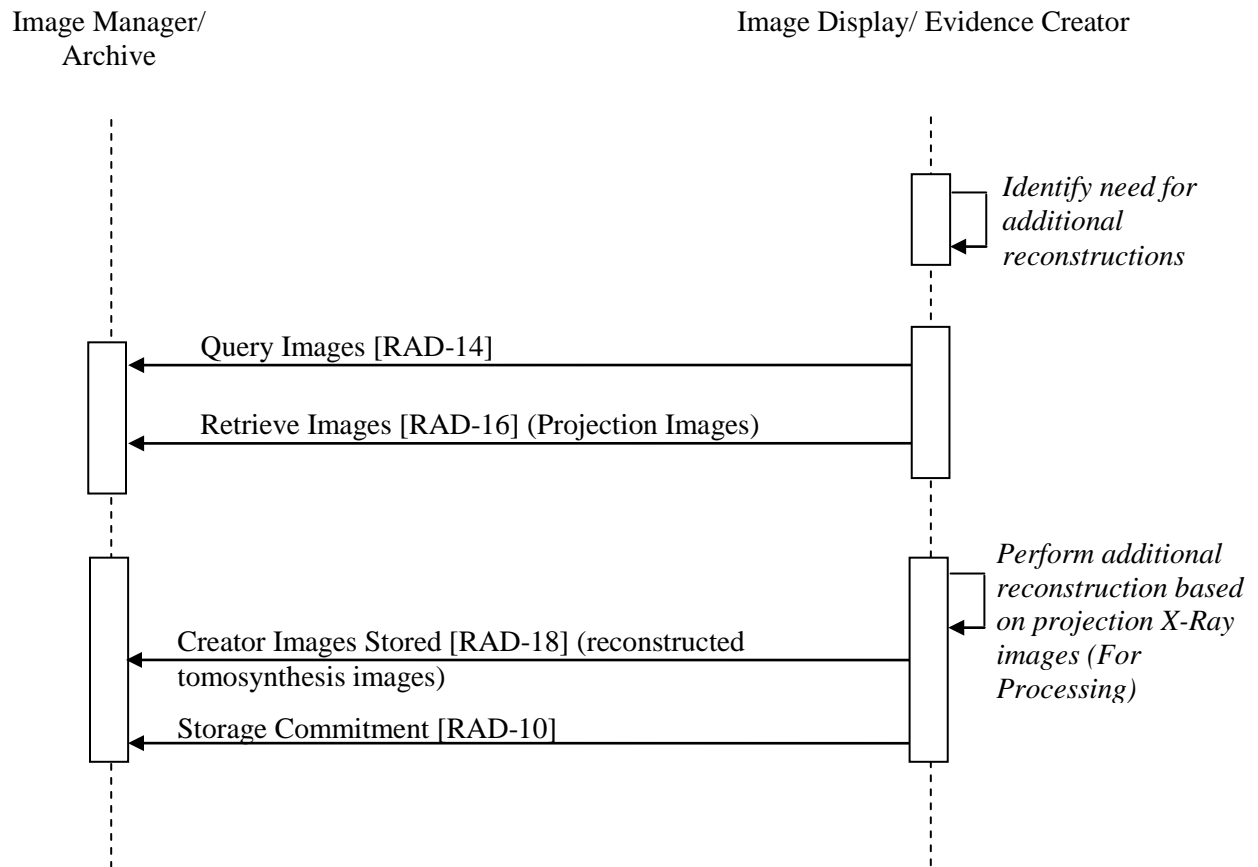 Image Manager/
Archive
Image Display/ Evidence Creator
Identify need for
additional
reconstructions
Query Images [RAD-14]
Retrieve Images [RAD-16] (Projection Images)
Perform additional
reconstruction based
on projection X-Ray
images (For
Processing)
Creator Images Stored [RAD-18] (reconstructed
tomosynthesis images)
Storage Commitment [RAD-10]